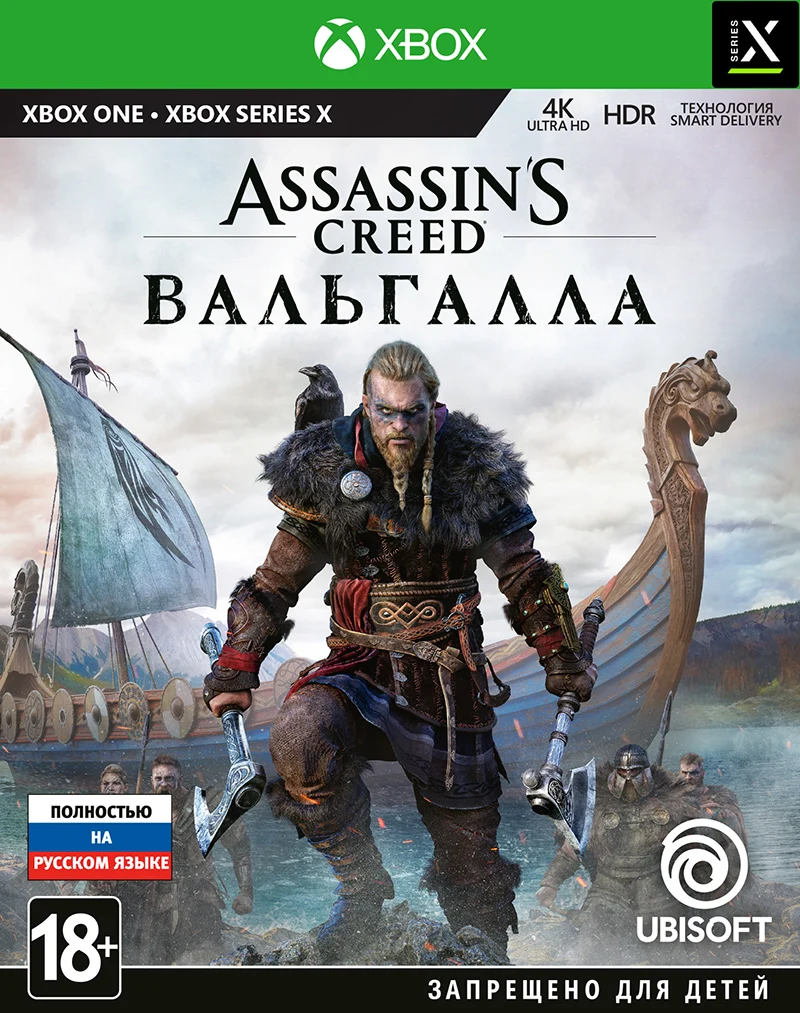 XBOX
SERIES X
XBOX ONE • XBOX SERIES X
4K
ULTRA HD
HDR
ТЕХНОЛОГИЯ
SMART DELIVERY
ASSASSIN'S
CREED
ВАЛЬГАЛЛА
ПОЛНОСТЬЮ
НА
РУССКОМ ЯЗЫКЕ
18+
UBISOFT
ЗАПРЕЩЕНО ДЛЯ ДЕТЕЙ